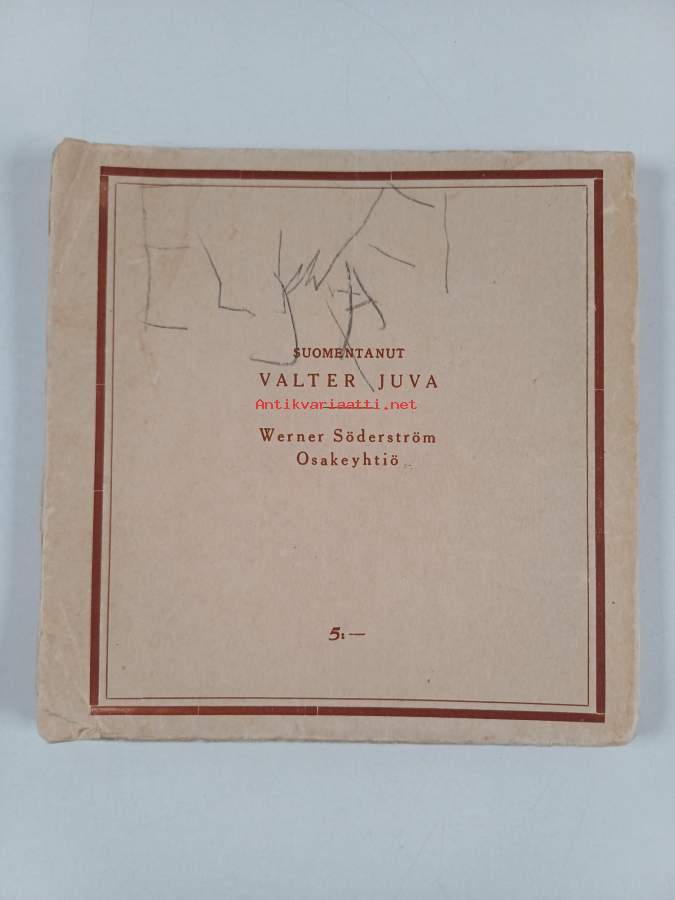 SUOMENTANUT
VALTER JUVA
Antikvariaatti.net
Werner Söderström
Osakeyhtiö
5:—